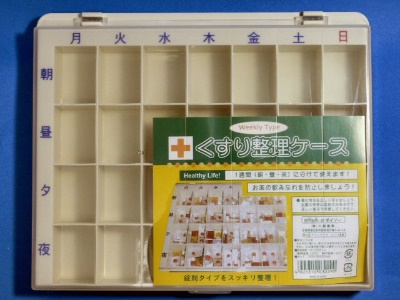 月 火 水 木 金 土 日
朝
昼
夕
夜
Weekly Type
くすり整理ケース
Healthy Life!
1週間(朝・昼・夜)に分けて使えます!
お薬の飲み忘れを防止しましょう!
錠剤タイプをスッキリ整理!